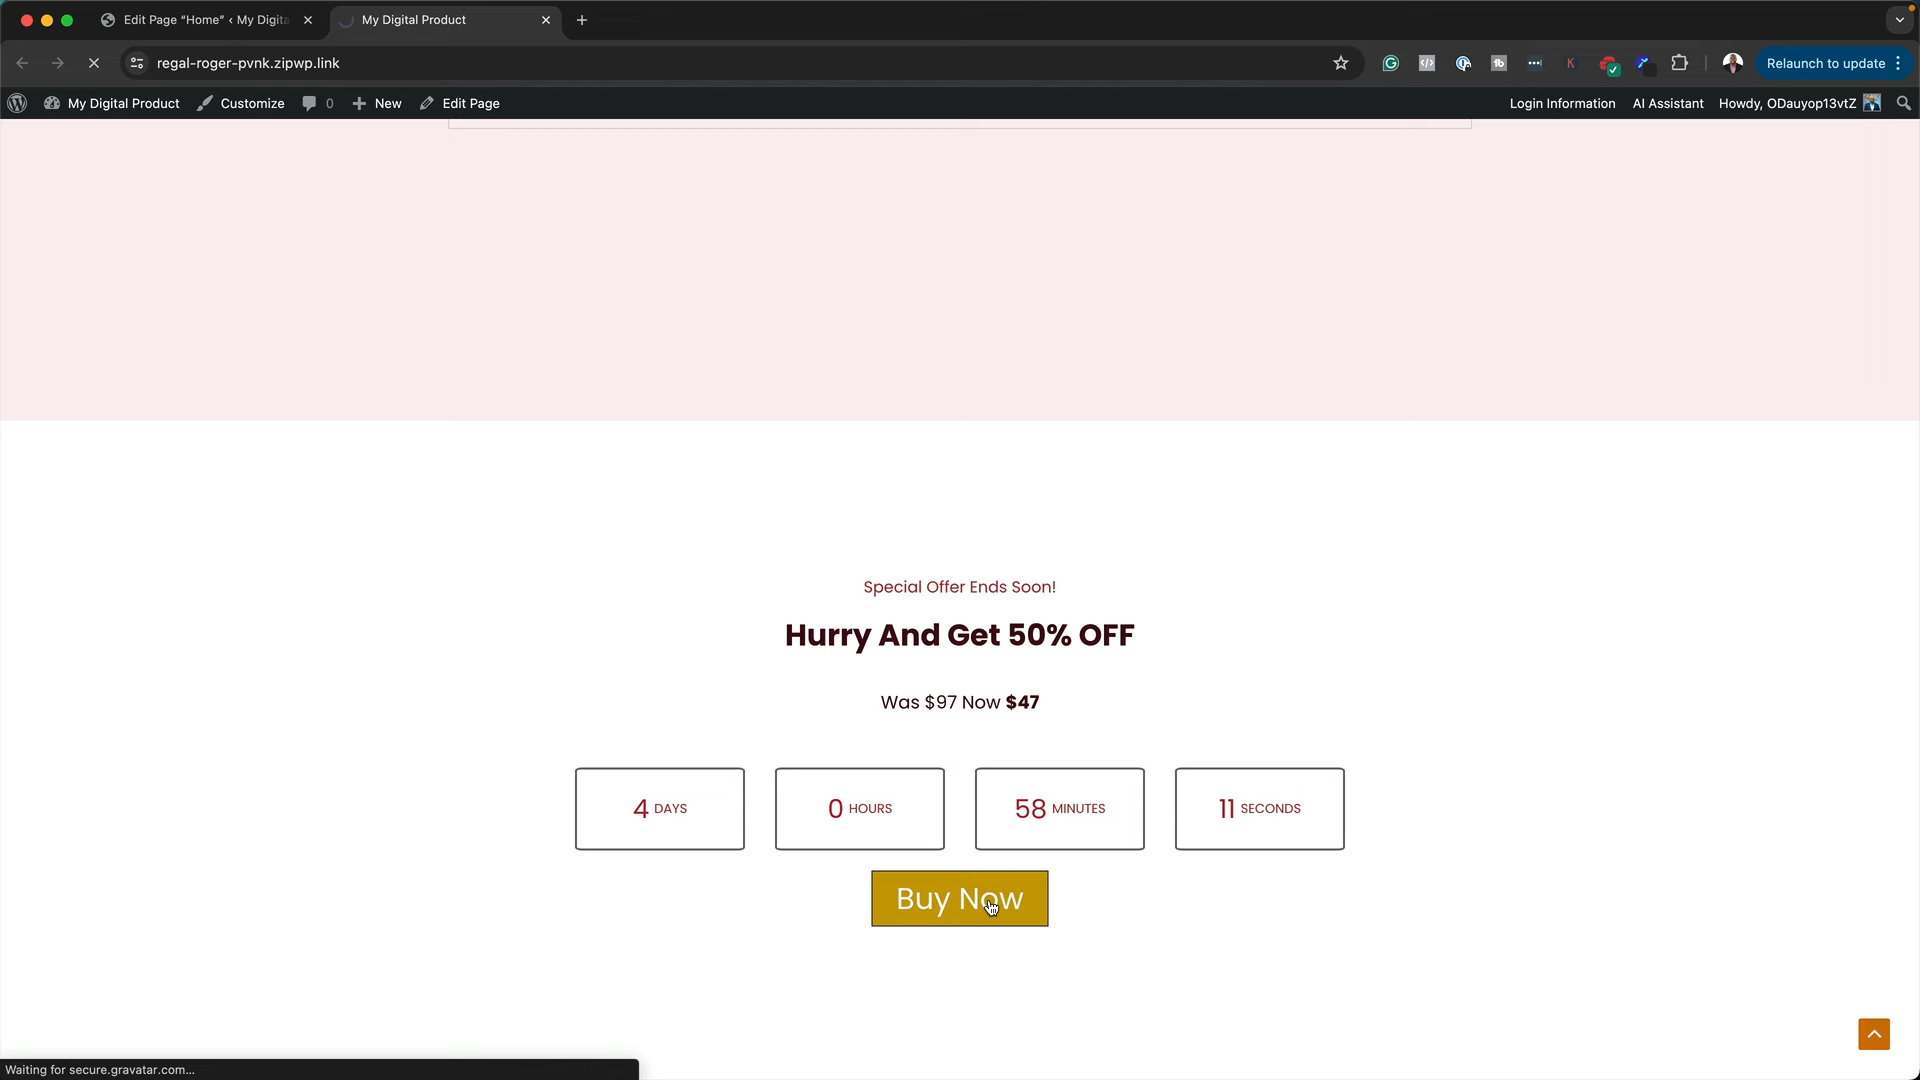 Edit Page “Home” ‹ My Digita
My Digital Product
regal-roger-pvnk.zipwp.link
Relaunch to update
My Digital Product
Customize
0
New
Edit Page
Login Information
AI Assistant
Howdy, ODauyop13vtZ
Special Offer Ends Soon!
Hurry And Get 50% OFF
Was $97 Now $47
4 DAYS
0 HOURS
58 MINUTES
11 SECONDS
Buy Now
Waiting for secure.gravatar.com...